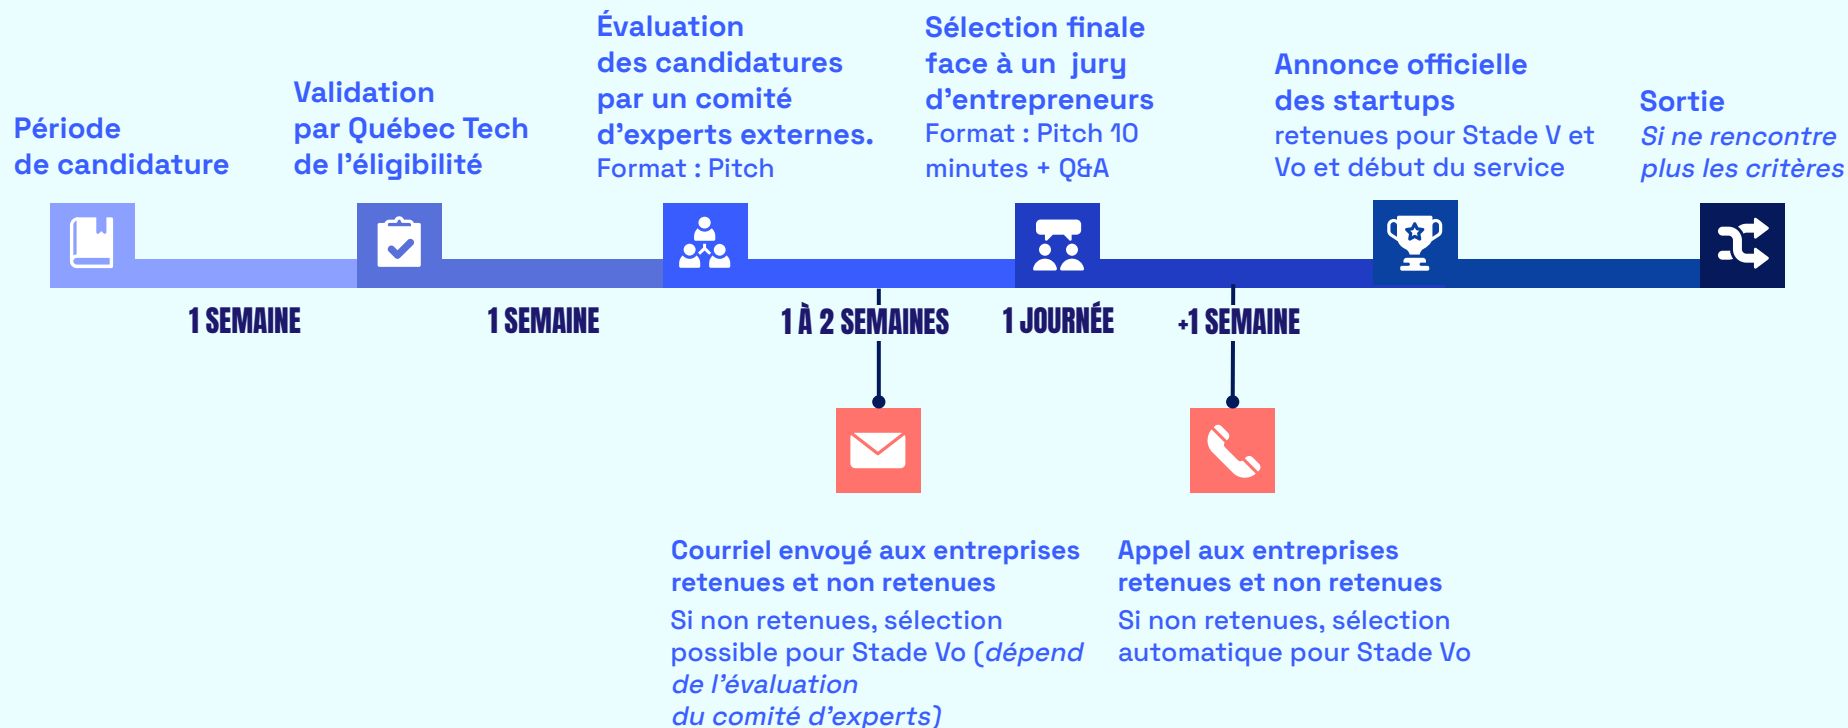 Période
de candidature
Validation
par Québec Tech
de l'éligibilité
Évaluation
des candidatures
par un comité
d'experts externes.
Format : Pitch
Sélection finale
face à un jury
d'entrepreneurs
Format : Pitch 10
minutes + Q&A
Annonce officielle
des startups
retenues pour Stade V et
Vo et début du service
Sortie
Si ne rencontre
plus les critères
1 SEMAINE
1 SEMAINE
1 À 2 SEMAINES
1 JOURNÉE
+1 SEMAINE
Courriel envoyé aux entreprises
retenues et non retenues
Si non retenues, sélection
possible pour Stade Vo (dépend
de l'évaluation
du comité d'experts)
Appel aux entreprises
retenues et non retenues
Si non retenues, sélection
automatique pour Stade Vo